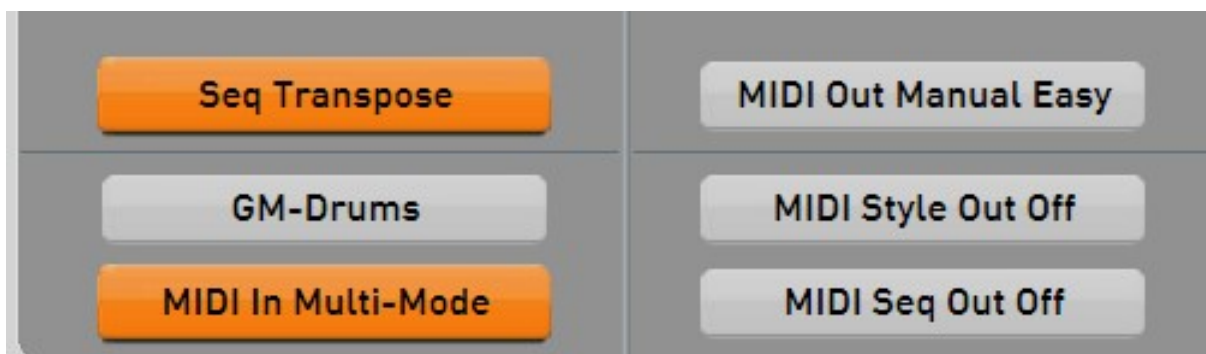 Seq Transpose
MIDI Out Manual Easy
GM-Drums
MIDI Style Out Off
MIDI In Multi-Mode
MIDI Seq Out Off